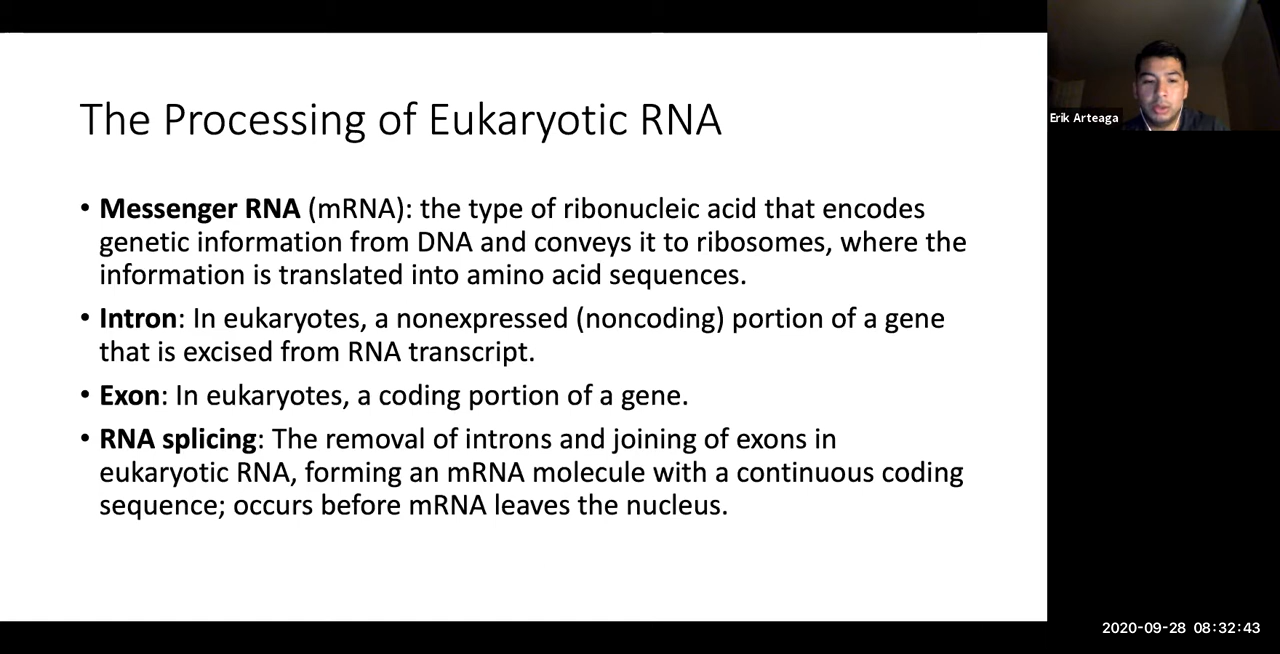 The Processing of Eukaryotic RNA
• Messenger RNA (mRNA): the type of ribonucleic acid that encodes
genetic information from DNA and conveys it to ribosomes, where the
information is translated into amino acid sequences.
• Intron: In eukaryotes, a nonexpressed (noncoding) portion of a gene
that is excised from RNA transcript.
• Exon: In eukaryotes, a coding portion of a gene.
• RNA splicing: The removal of introns and joining of exons in
eukaryotic RNA, forming an mRNA molecule with a continuous coding
sequence; occurs before mRNA leaves the nucleus.
Erik Arteaga
2020-09-28 08:32:43